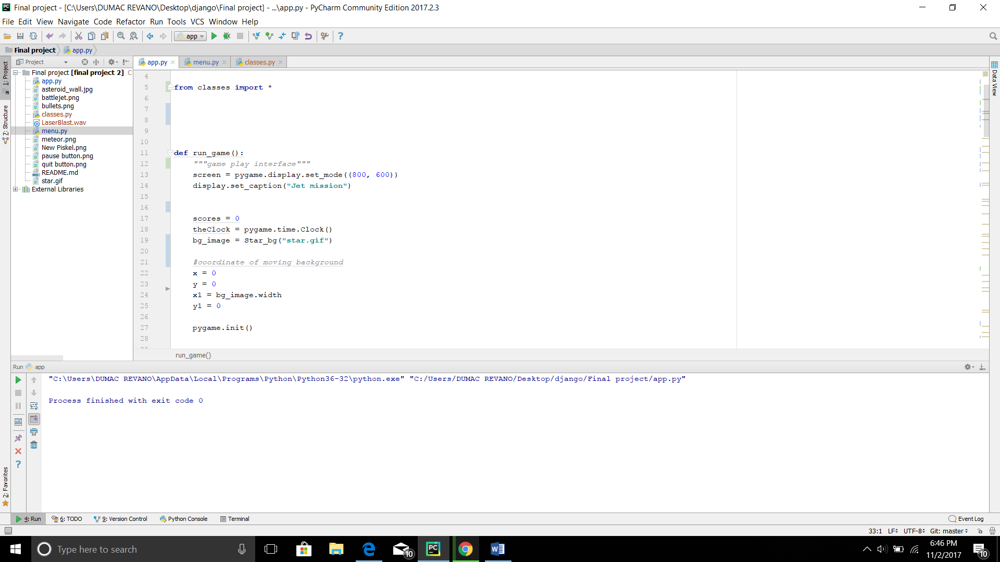 Final project - [C:\Users\DUMAC REVANO\Desktop\django\Final project] - ...\app.py - PyCharm Community Edition 2017.2.3
File Edit View Navigate Code Refactor Run Tools VCS Window Help
app
Final project app.py
1: Project
Project
app.py menu.py classes.py
Final project [final project 2] C
app.py
asteroid_wall.jpg
battlejet.png
bullets.png
classes.py
LaserBlast.wav
menu.py
meteor.png
New Piskel.png
pause button.png
quit button.png
README.md
star.gif
External Libraries
Z: Structure
Data View
4
5 from classes import *
6
7
8
9
10
11 def run_game():
12 """game play interface"""
13 screen = pygame.display.set_mode((800, 600))
14 display.set_caption("Jet mission")
15
16
17 scores = 0
18 theClock = pygame.time.Clock()
19 bg_image = Star_bg("star.gif")
20
21 #coordinate of moving background
22 x = 0
23 y = 0
24 x1 = bg_image.width
25 y1 = 0
26
27 pygame.init()
28
run_game()
Run app
"C:\Users\DUMAC REVANO\AppData\Local\Programs\Python\Python36-32\python.exe" "C:/Users/DUMAC REVANO/Desktop/django/Final project/app.py"
Process finished with exit code 0
2: Favorites
4: Run 6: TODO 9: Version Control Python Console Terminal Event Log
33:1 LF UTF-8 Git: master
Type here to search
10
6:46 PM
11/2/2017
10